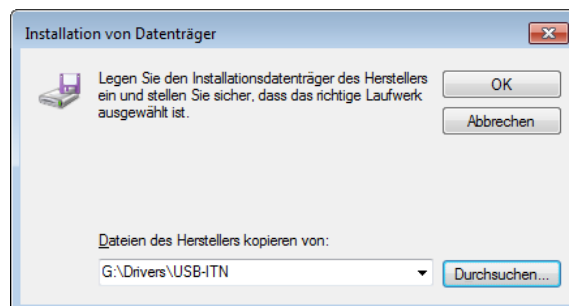 Installation von Datenträger
Legen Sie den Installationsdatenträger des Herstellers
ein und stellen Sie sicher, dass das richtige Laufwerk
ausgewählt ist.
OK
Abbrechen
Dateien des Herstellers kopieren von:
G:\Drivers\USB-ITN
Durchsuchen...